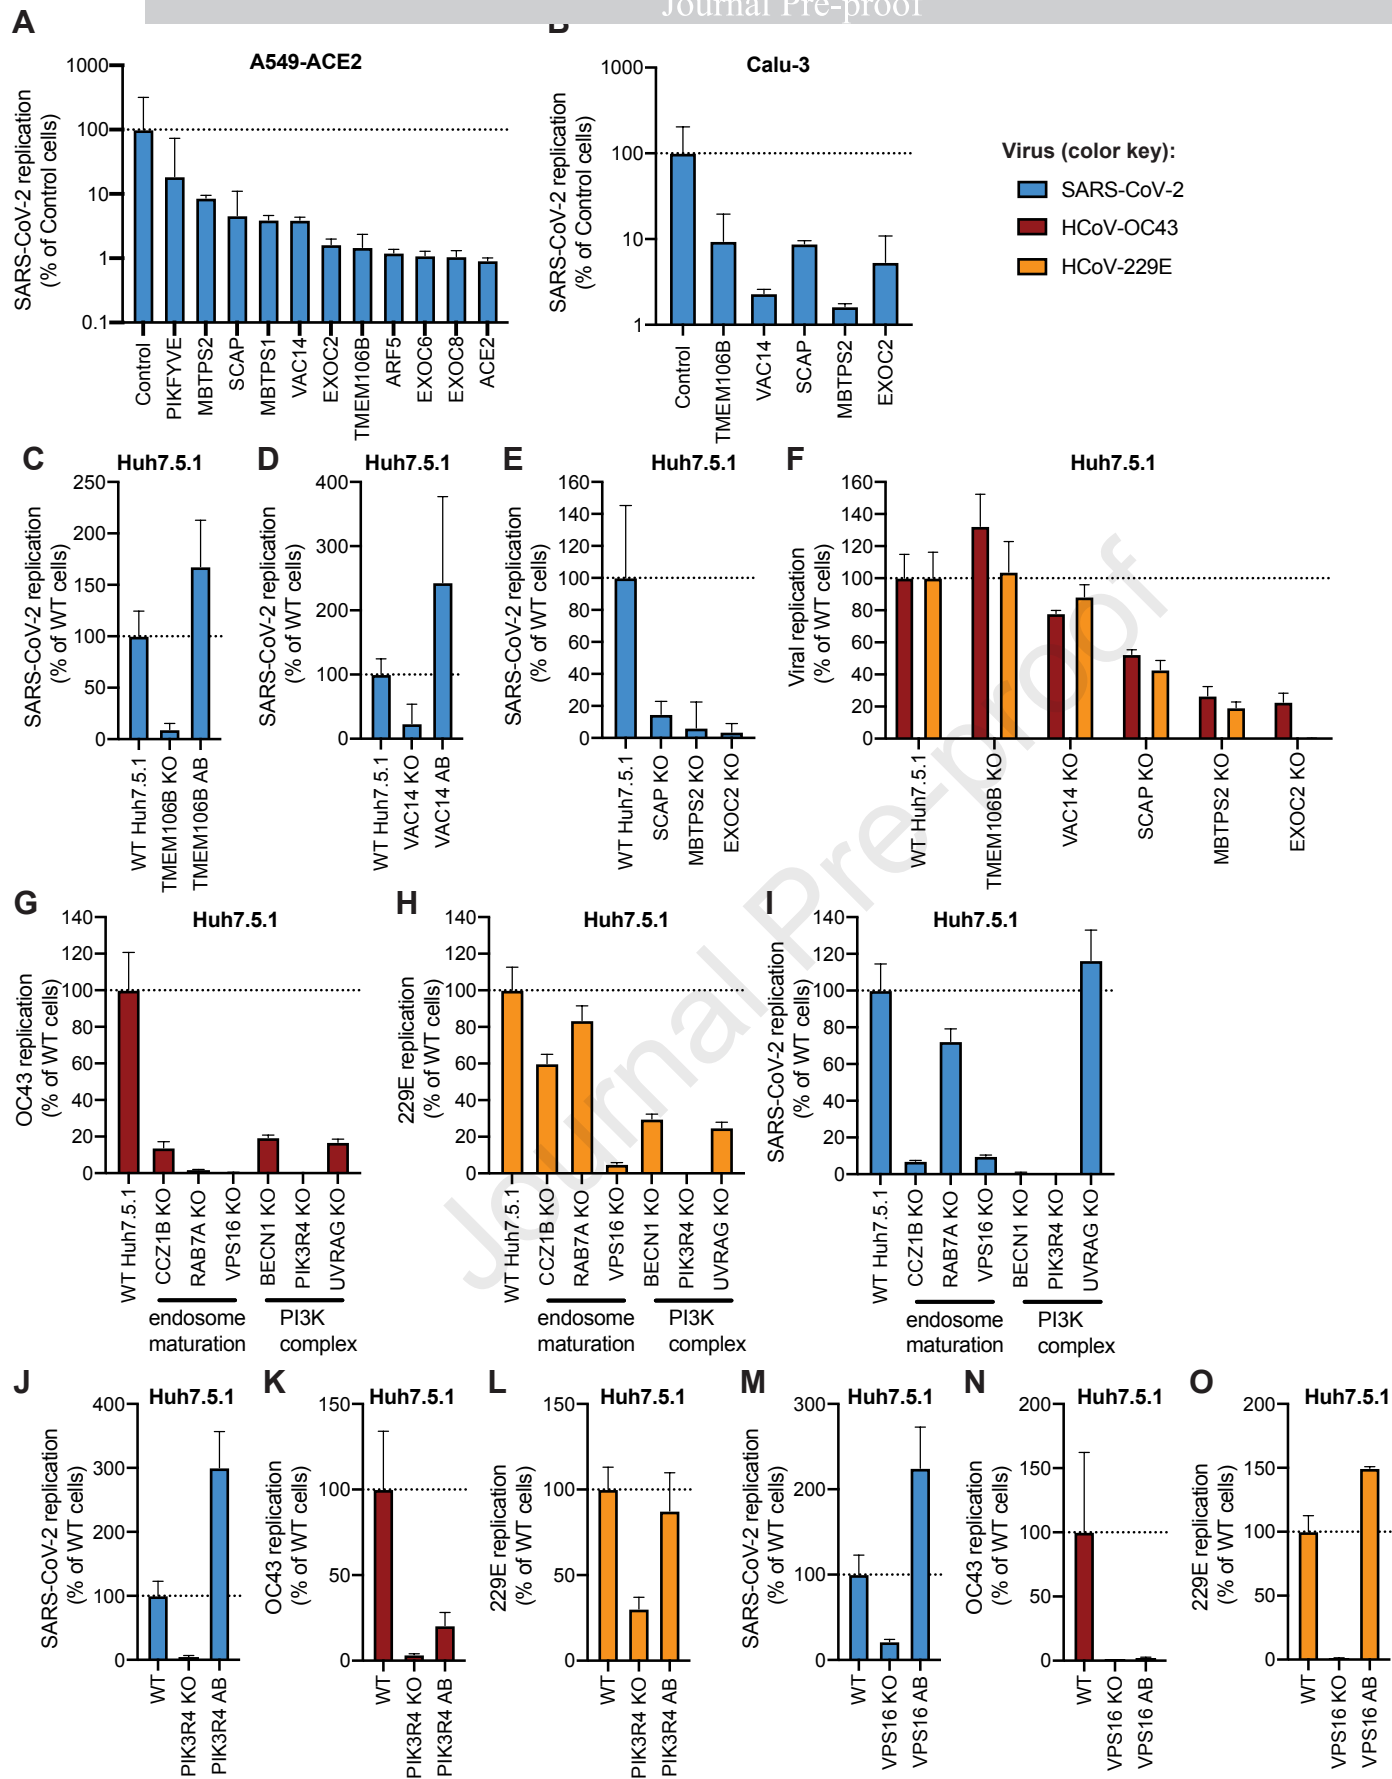 Journal Pre-proof
A
B
A549-ACE2
Calu-3
SARS-CoV-2 replication
(% of Control cells)
1000
100
10
1
0.1
Control
PIKFYVE
MBTPS2
SCAP
MBTPS1
VAC14
EXOC2
TMEM106B
ARF5
EXOC6
EXOC8
ACE2
SARS-CoV-2 replication
(% of Control cells)
1000
100
10
1
Control
TMEM106B
VAC14
SCAP
MBTPS2
EXOC2
Virus (color key):
SARS-CoV-2
HCoV-OC43
HCoV-229E
C
Huh7.5.1
SARS-CoV-2 replication
(% of WT cells)
250
200
150
100
50
0
WT Huh7.5.1
TMEM106B KO
TMEM106B AB
D
Huh7.5.1
SARS-CoV-2 replication
(% of WT cells)
400
300
200
100
0
WT Huh7.5.1
VAC14 KO
VAC14 AB
E
Huh7.5.1
SARS-CoV-2 replication
(% of WT cells)
160
140
120
100
80
60
40
20
0
WT Huh7.5.1
SCAP KO
MBTPS2 KO
EXOC2 KO
F
Huh7.5.1
Viral replication
(% of WT cells)
160
140
120
100
80
60
40
20
0
WT Huh7.5.1
TMEM106B KO
VAC14 KO
SCAP KO
MBTPS2 KO
EXOC2 KO
G
Huh7.5.1
OC43 replication
(% of WT cells)
140
120
100
80
60
40
20
0
WT Huh7.5.1
CCZ1B KO
RAB7A KO
VPS16 KO
BECN1 KO
PIK3R4 KO
UVRAG KO
endosome
maturation
PI3K
complex
H
Huh7.5.1
229E replication
(% of WT cells)
140
120
100
80
60
40
20
0
WT Huh7.5.1
CCZ1B KO
RAB7A KO
VPS16 KO
BECN1 KO
PIK3R4 KO
UVRAG KO
endosome
maturation
PI3K
complex
I
Huh7.5.1
SARS-CoV-2 replication
(% of WT cells)
140
120
100
80
60
40
20
0
WT Huh7.5.1
CCZ1B KO
RAB7A KO
VPS16 KO
BECN1 KO
PIK3R4 KO
UVRAG KO
endosome
maturation
PI3K
complex
J
Huh7.5.1
SARS-CoV-2 replication
(% of WT cells)
400
300
200
100
0
WT
PIK3R4 KO
PIK3R4 AB
K
Huh7.5.1
OC43 replication
(% of WT cells)
150
100
50
0
WT
PIK3R4 KO
PIK3R4 AB
L
Huh7.5.1
229E replication
(% of WT cells)
150
100
50
0
WT
PIK3R4 KO
PIK3R4 AB
M
Huh7.5.1
SARS-CoV-2 replication
(% of WT cells)
300
200
100
0
WT
VPS16 KO
VPS16 AB
N
Huh7.5.1
OC43 replication
(% of WT cells)
200
150
100
50
0
WT
VPS16 KO
VPS16 AB
O
Huh7.5.1
229E replication
(% of WT cells)
200
150
100
50
0
WT
VPS16 KO
VPS16 AB
Journal Pre-proof